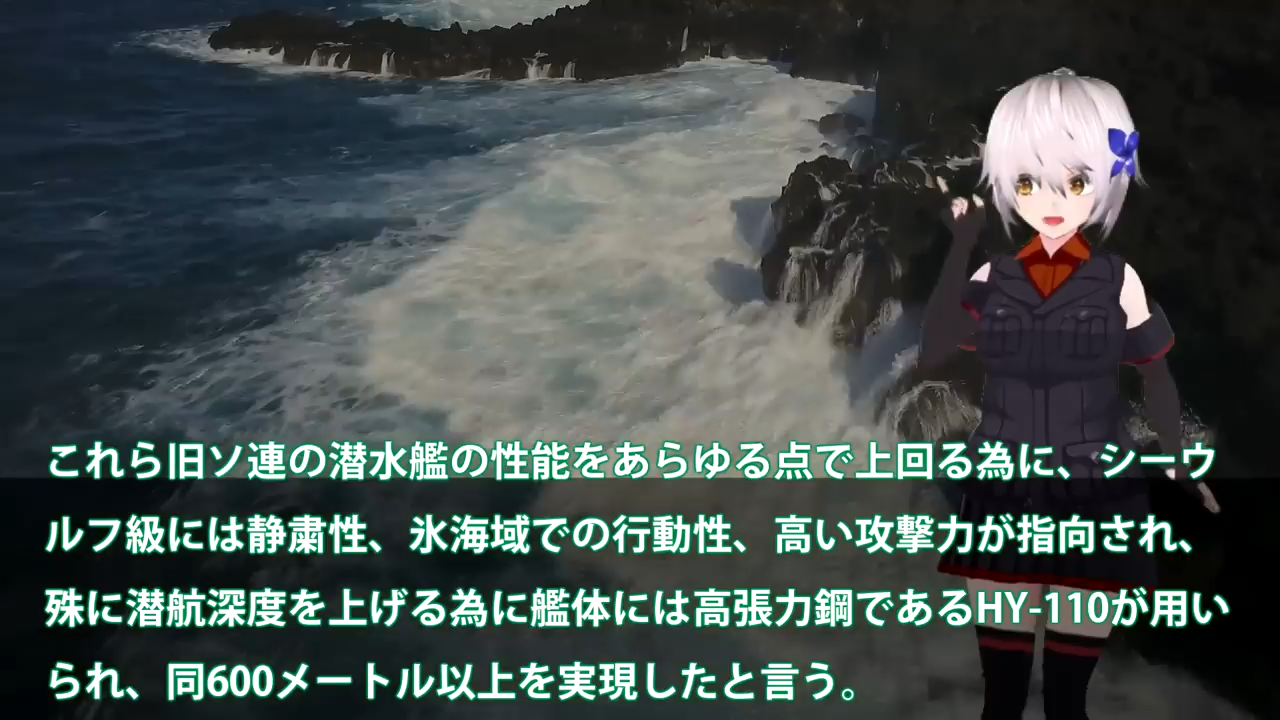 これら旧ソ連の潜水艦の性能をあらゆる点で上回る為に、シーウ
ルフ級には静粛性、氷海域での行動性、高い攻撃力が指向され、
殊に潜航深度を上げる為に艦体には高張力鋼であるHY-110が用い
られ、同600メートル以上を実現したと言う。